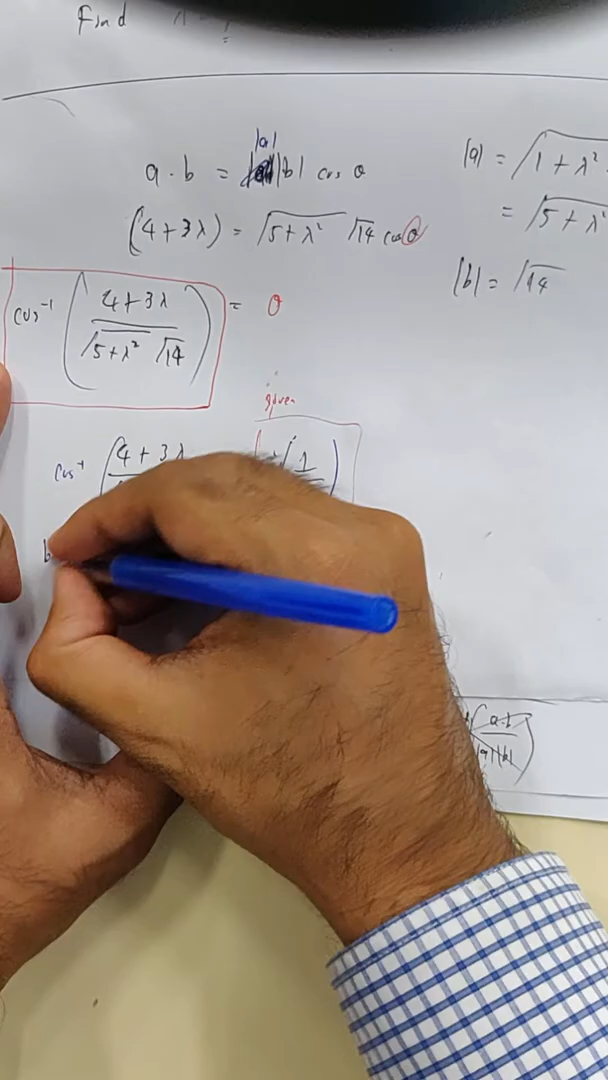 Find λ = ?
|a|
a · b = |b| cos θ
(4+3λ) = √5+λ² √14 cos θ
|a| = √1 + λ²
= √5+λ²
|b| = √14
cos⁻¹ (4+3λ / √5+λ² √14) = θ
given
cos⁻¹ (4 + 3λ
1
(a·b / |a||b|)